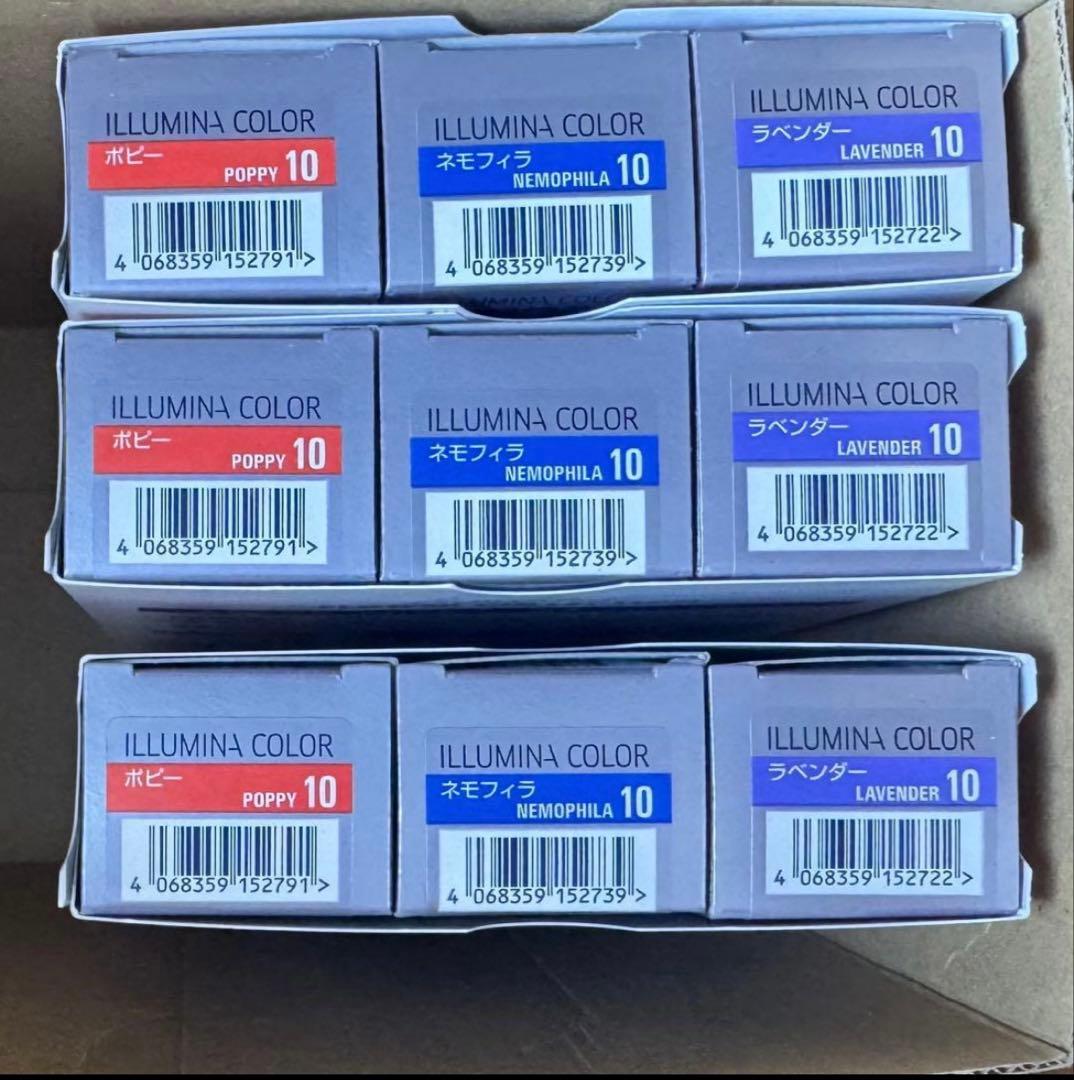 ILLUMINA COLOR
ポピー
POPPY 10
4 068359 152791 >
ILLUMINA COLOR
ネモフィラ
NEMOPHILA 10
4 068359 152739 >
ILLUMINA COLOR
ラベンダー
LAVENDER 10
4 068359 152722 >
ILLUMINA COLOR
ILLUMINA COLOR
ポピー
POPPY 10
4 068359 152791 >
ILLUMINA COLOR
ネモフィラ
NEMOPHILA 10
4 068359 152739 >
ILLUMINA COLOR
ラベンダー
LAVENDER 10
4 068359 152722 >
ILLUMINA COLOR
ポピー
POPPY 10
4 068359 152791 >
ILLUMINA COLOR
ネモフィラ
NEMOPHILA 10
4 068359 152739 >
ILLUMINA COLOR
ラベンダー
LAVENDER 10
4 068359 152722 >